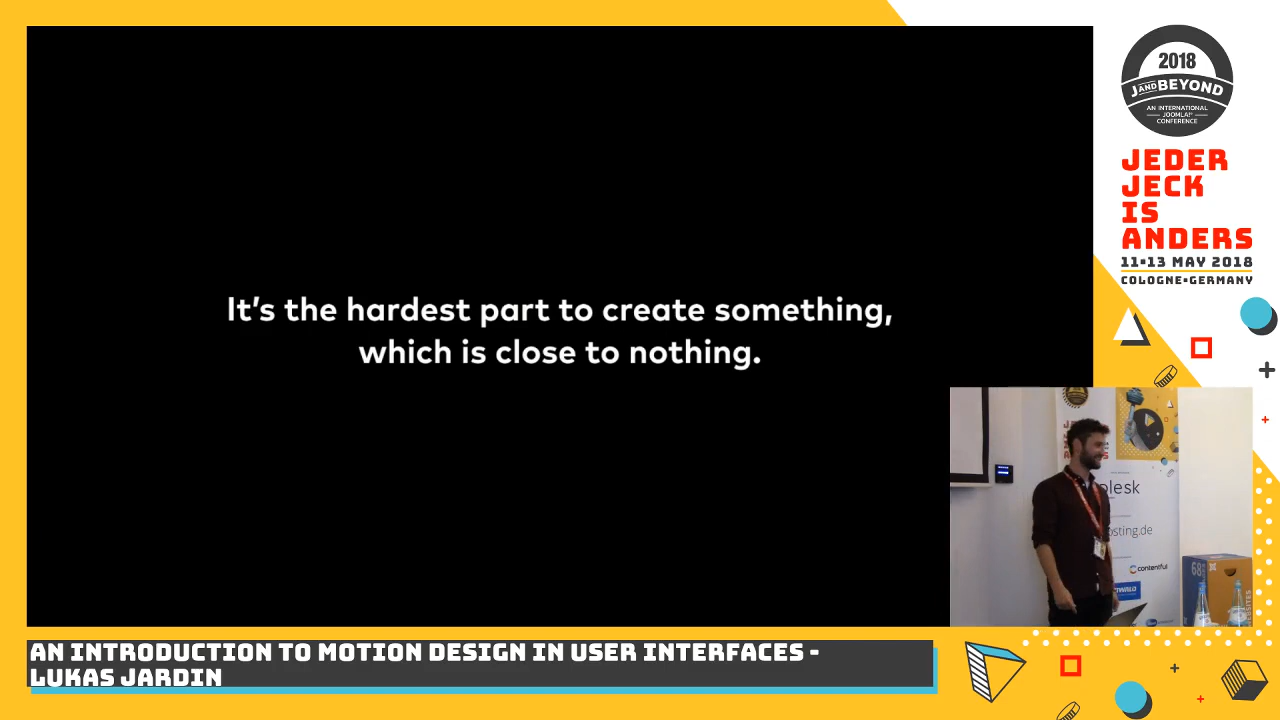 It's the hardest part to create something,
which is close to nothing.
2018
J AND BEYOND
AN INTERNATIONAL
JOOMLA!
CONFERENCE
JEDER
JECK
IS
ANDERS
11-13 MAY 2018
COLOGNE-GERMANY
lesk
osting.de
contentful
68
AN INTRODUCTION TO MOTION DESIGN IN USER INTERFACES -
LUKAS JARDIN